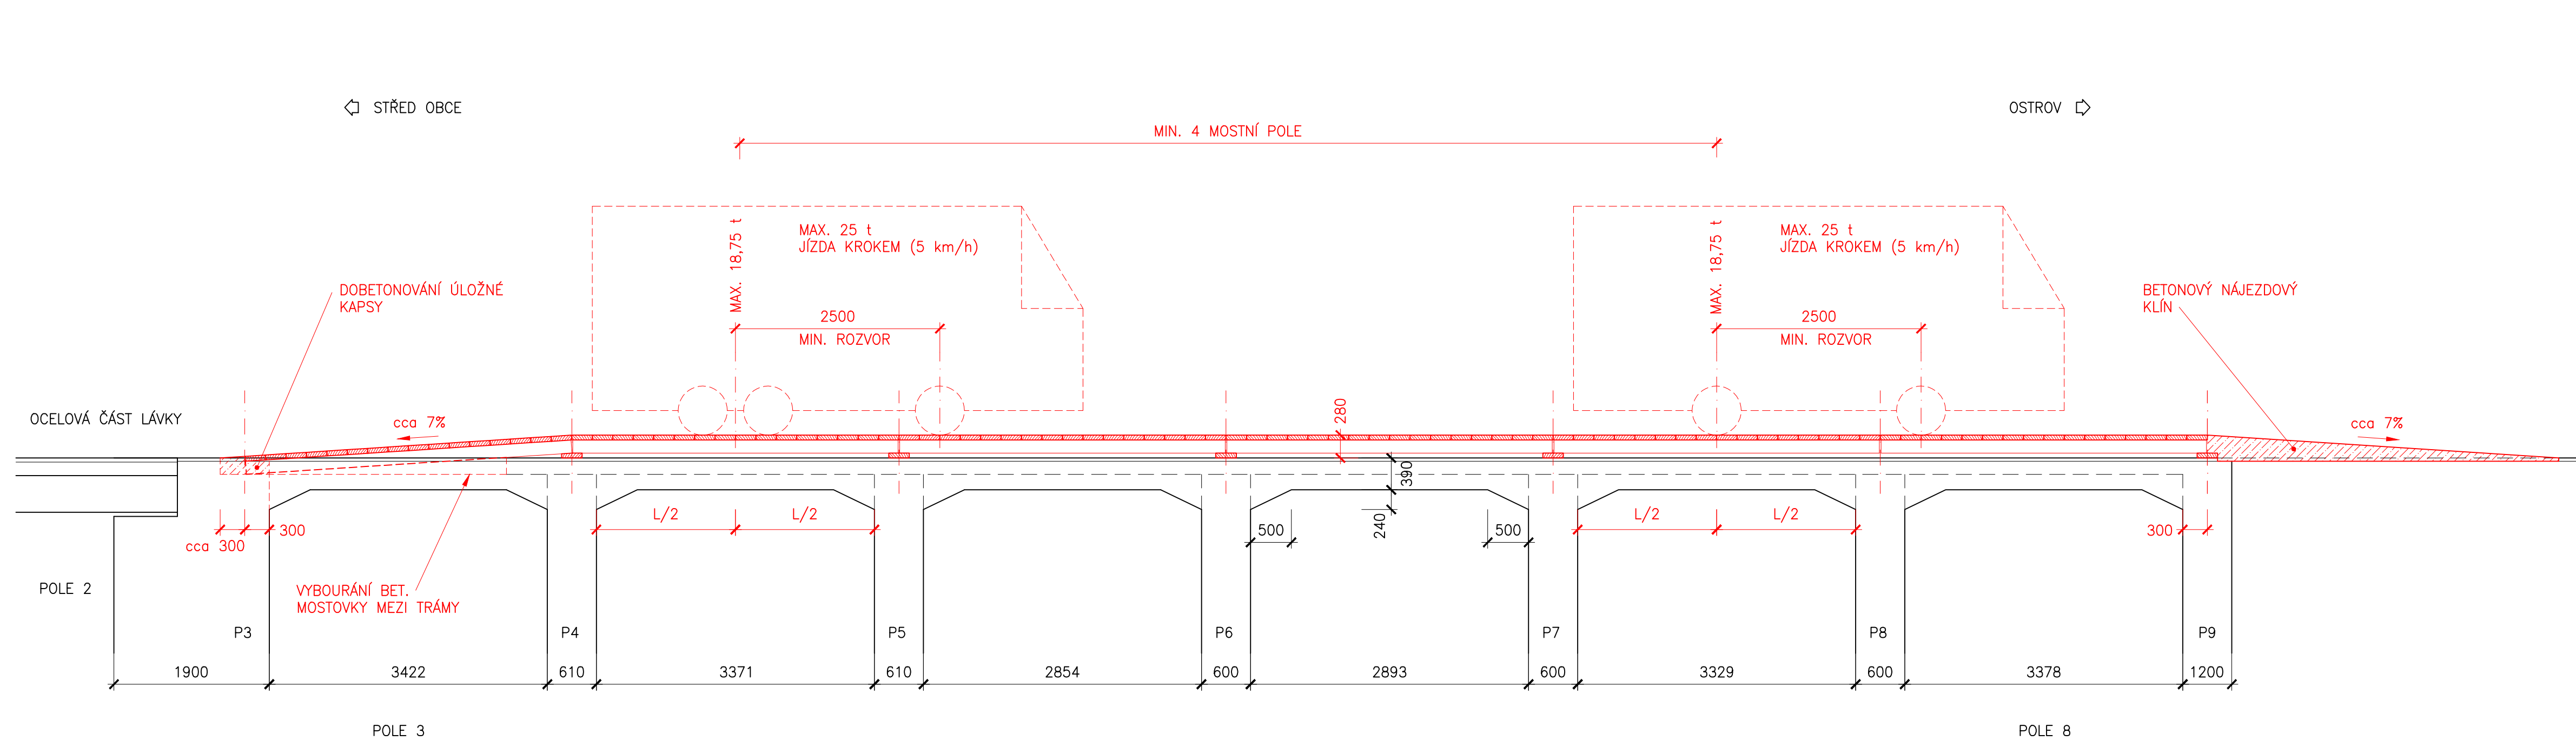 STŘED OBCE
OSTROV
MIN. 4 MOSTNÍ POLE
MAX. 18,75 t
MAX. 25 t
JÍZDA KROKEM (5 km/h)
2500
MIN. ROZVOR
MAX. 18,75 t
MAX. 25 t
JÍZDA KROKEM (5 km/h)
2500
MIN. ROZVOR
DOBETONOVÁNÍ ÚLOŽNÉ
KAPSY
BETONOVÝ NÁJEZDOVÝ
KLÍN
OCELOVÁ ČÁST LÁVKY
cca 7%
280
cca 7%
390
240
L/2
L/2
500
500
L/2
L/2
300
cca 300
300
POLE 2
VYBOURÁNÍ BET.
MOSTOVKY MEZI TRÁMY
P3
P4
P5
P6
P7
P8
P9
1900
3422
610
3371
610
2854
600
2893
600
3329
600
3378
1200
POLE 3
POLE 8